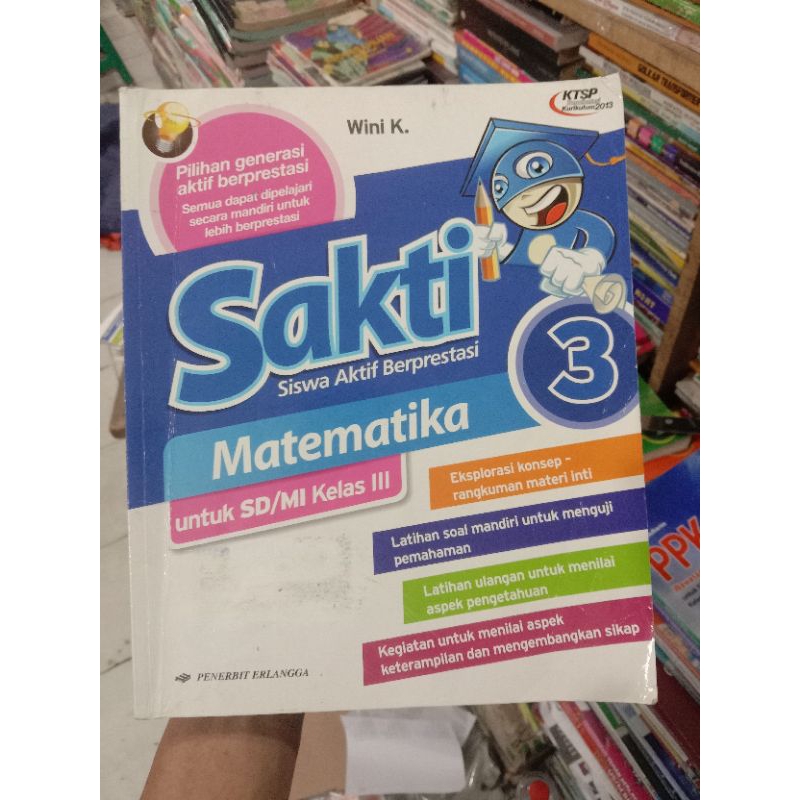 KTSP
Kurikulum2013
Wini K.
Pilihan generasi
aktif berprestasi
Semua dapat dipelajari
secara mandiri untuk
lebih berprestasi
Sakti
Siswa Aktif Berprestasi
3
Matematika
untuk SD/MI Kelas III
Eksplorasi konsep -
rangkuman materi inti
Latihan soal mandiri untuk menguji
pemahaman
Latihan ulangan untuk menilai
aspek pengetahuan
Kegiatan untuk menilai aspek
keterampilan dan mengembangkan sikap
PENERBIT ERLANGGA